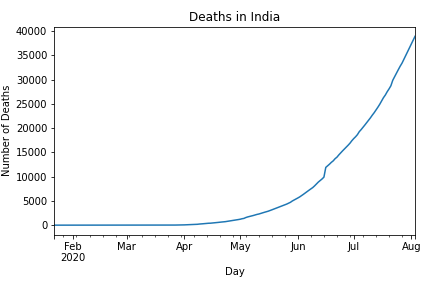 Deaths in India
40000
35000
30000
25000
20000
15000
10000
5000
0
Number of Deaths
Feb
2020
Mar
Apr
May
Jun
Jul
Aug
Day